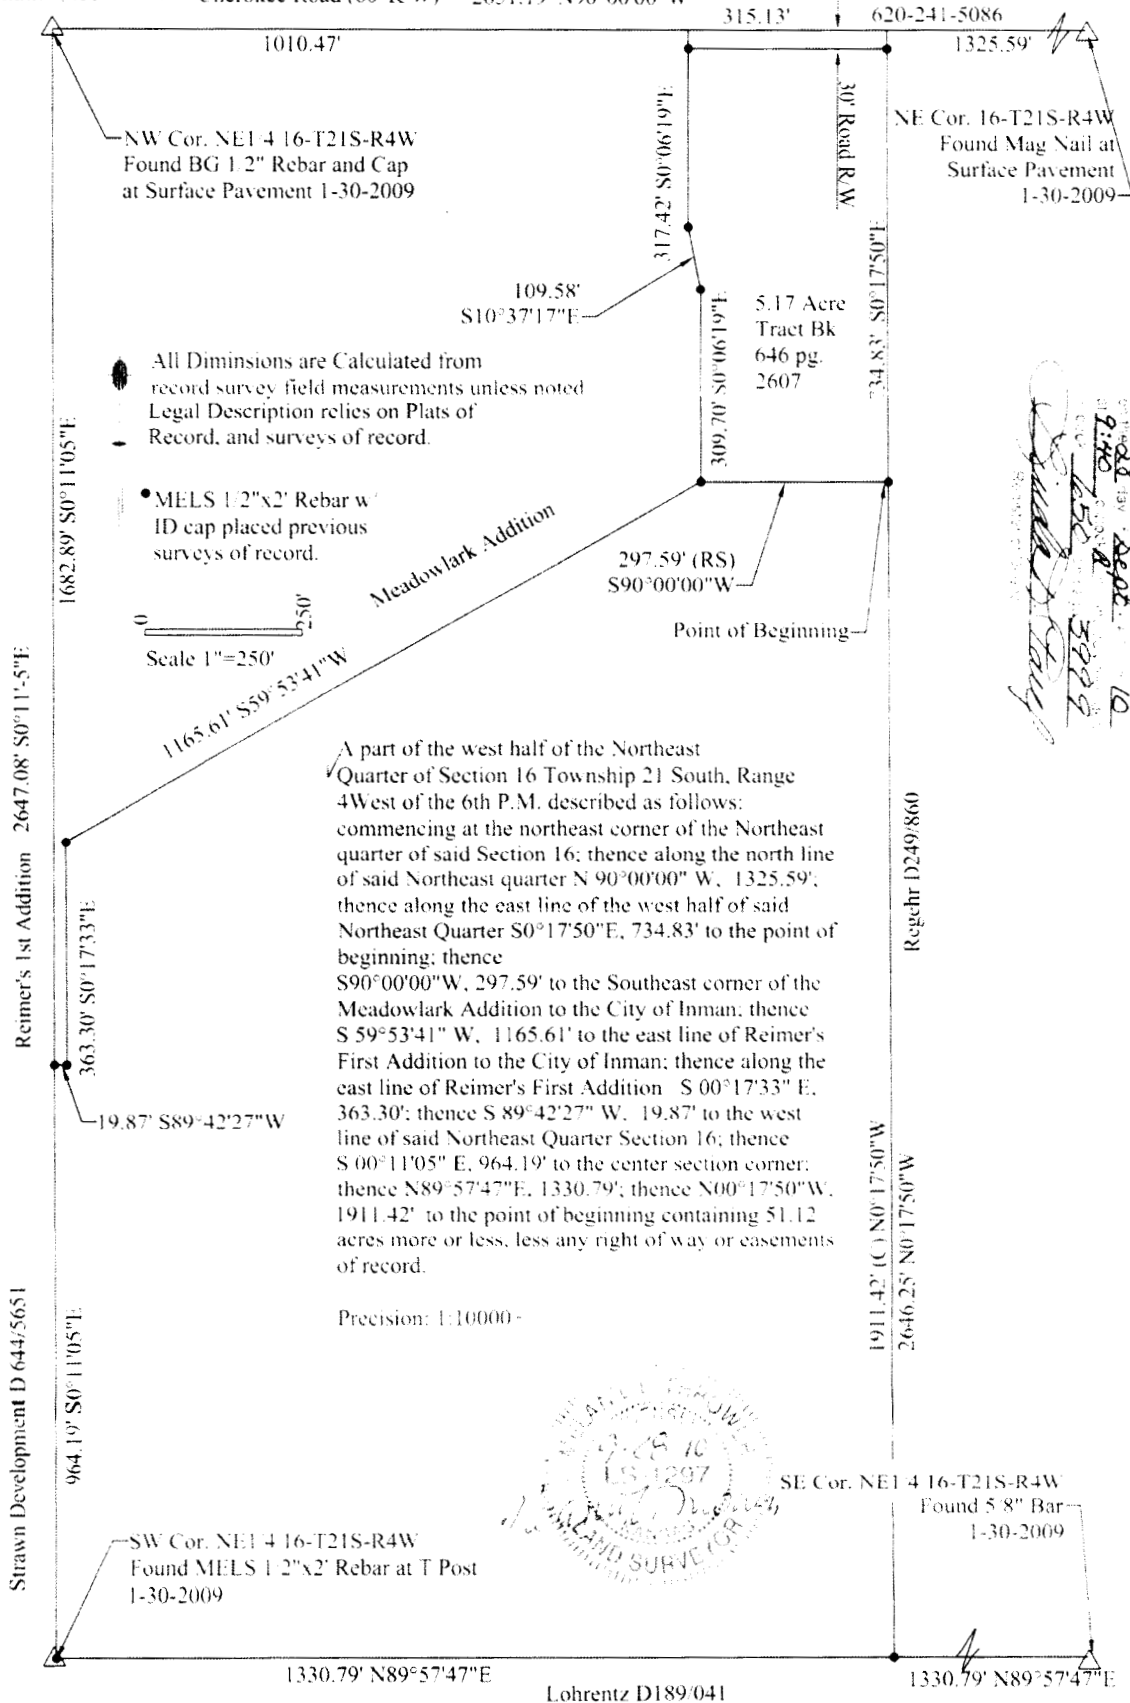 Cherokee Road (60' R/W) 2651.19' N90°00'00"W
315.13'
620-241-5086
1010.47'
1325.59'
NW Cor. NE1/4 16-T21S-R4W
Found BG 1/2" Rebar and Cap
at Surface Pavement 1-30-2009
NE Cor. 16-T21S-R4W
Found Mag Nail at
Surface Pavement
1-30-2009
30' Road R/W
317.42' S0°06'19"E
109.58'
S10°37'17"E
309.70' S0°06'19"E
5.17 Acre
Tract Bk
646 pg.
2607
734.83' S0°17'50"E
All Diminsions are Calculated from
record survey field measurements unless noted
Legal Description relies on Plats of
Record, and surveys of record.
MELS 1/2"x2' Rebar w/
ID cap placed previous
surveys of record.
0 250'
Scale 1"=250'
1682.89' S0°11'05"E
Reimer's 1st Addition 2647.08' S0°11'-5"E
Meadowlark Addition
1165.61' S59°53'41"W
297.59' (RS)
S90°00'00"W
Point of Beginning
9:40
Sept. 10
650
3999
A part of the west half of the Northeast
Quarter of Section 16 Township 21 South, Range
4West of the 6th P.M. described as follows:
commencing at the northeast corner of the Northeast
quarter of said Section 16; thence along the north line
of said Northeast quarter N 90°00'00" W, 1325.59';
thence along the east line of the west half of said
Northeast Quarter S0°17'50"E, 734.83' to the point of
beginning; thence
S90°00'00"W, 297.59' to the Southeast corner of the
Meadowlark Addition to the City of Inman; thence
S 59°53'41" W, 1165.61' to the east line of Reimer's
First Addition to the City of Inman; thence along the
east line of Reimer's First Addition S 00°17'33" E,
363.30'; thence S 89°42'27" W, 19.87' to the west
line of said Northeast Quarter Section 16; thence
S 00°11'05" E, 964.19' to the center section corner;
thence N89°57'47"E, 1330.79'; thence N00°17'50"W,
1911.42' to the point of beginning containing 51.12
acres more or less, less any right of way or easements
of record.
Precision: 1:10000
363.30' S0°17'33"E
19.87' S89°42'27"W
Regehr D249/860
1911.42' (C) N0°17'50"W
2646.25' N0°17'50"W
Strawn Development D 644/5651
964.19' S0°11'05"E
LS-1297
KANSAS
LAND SURVEYOR
SE Cor. NE1/4 16-T21S-R4W
Found 5/8" Bar
1-30-2009
SW Cor. NE1/4 16-T21S-R4W
Found MELS 1/2"x2' Rebar at T Post
1-30-2009
1330.79' N89°57'47"E
1330.79' N89°57'47"E
Lohrentz D189/041